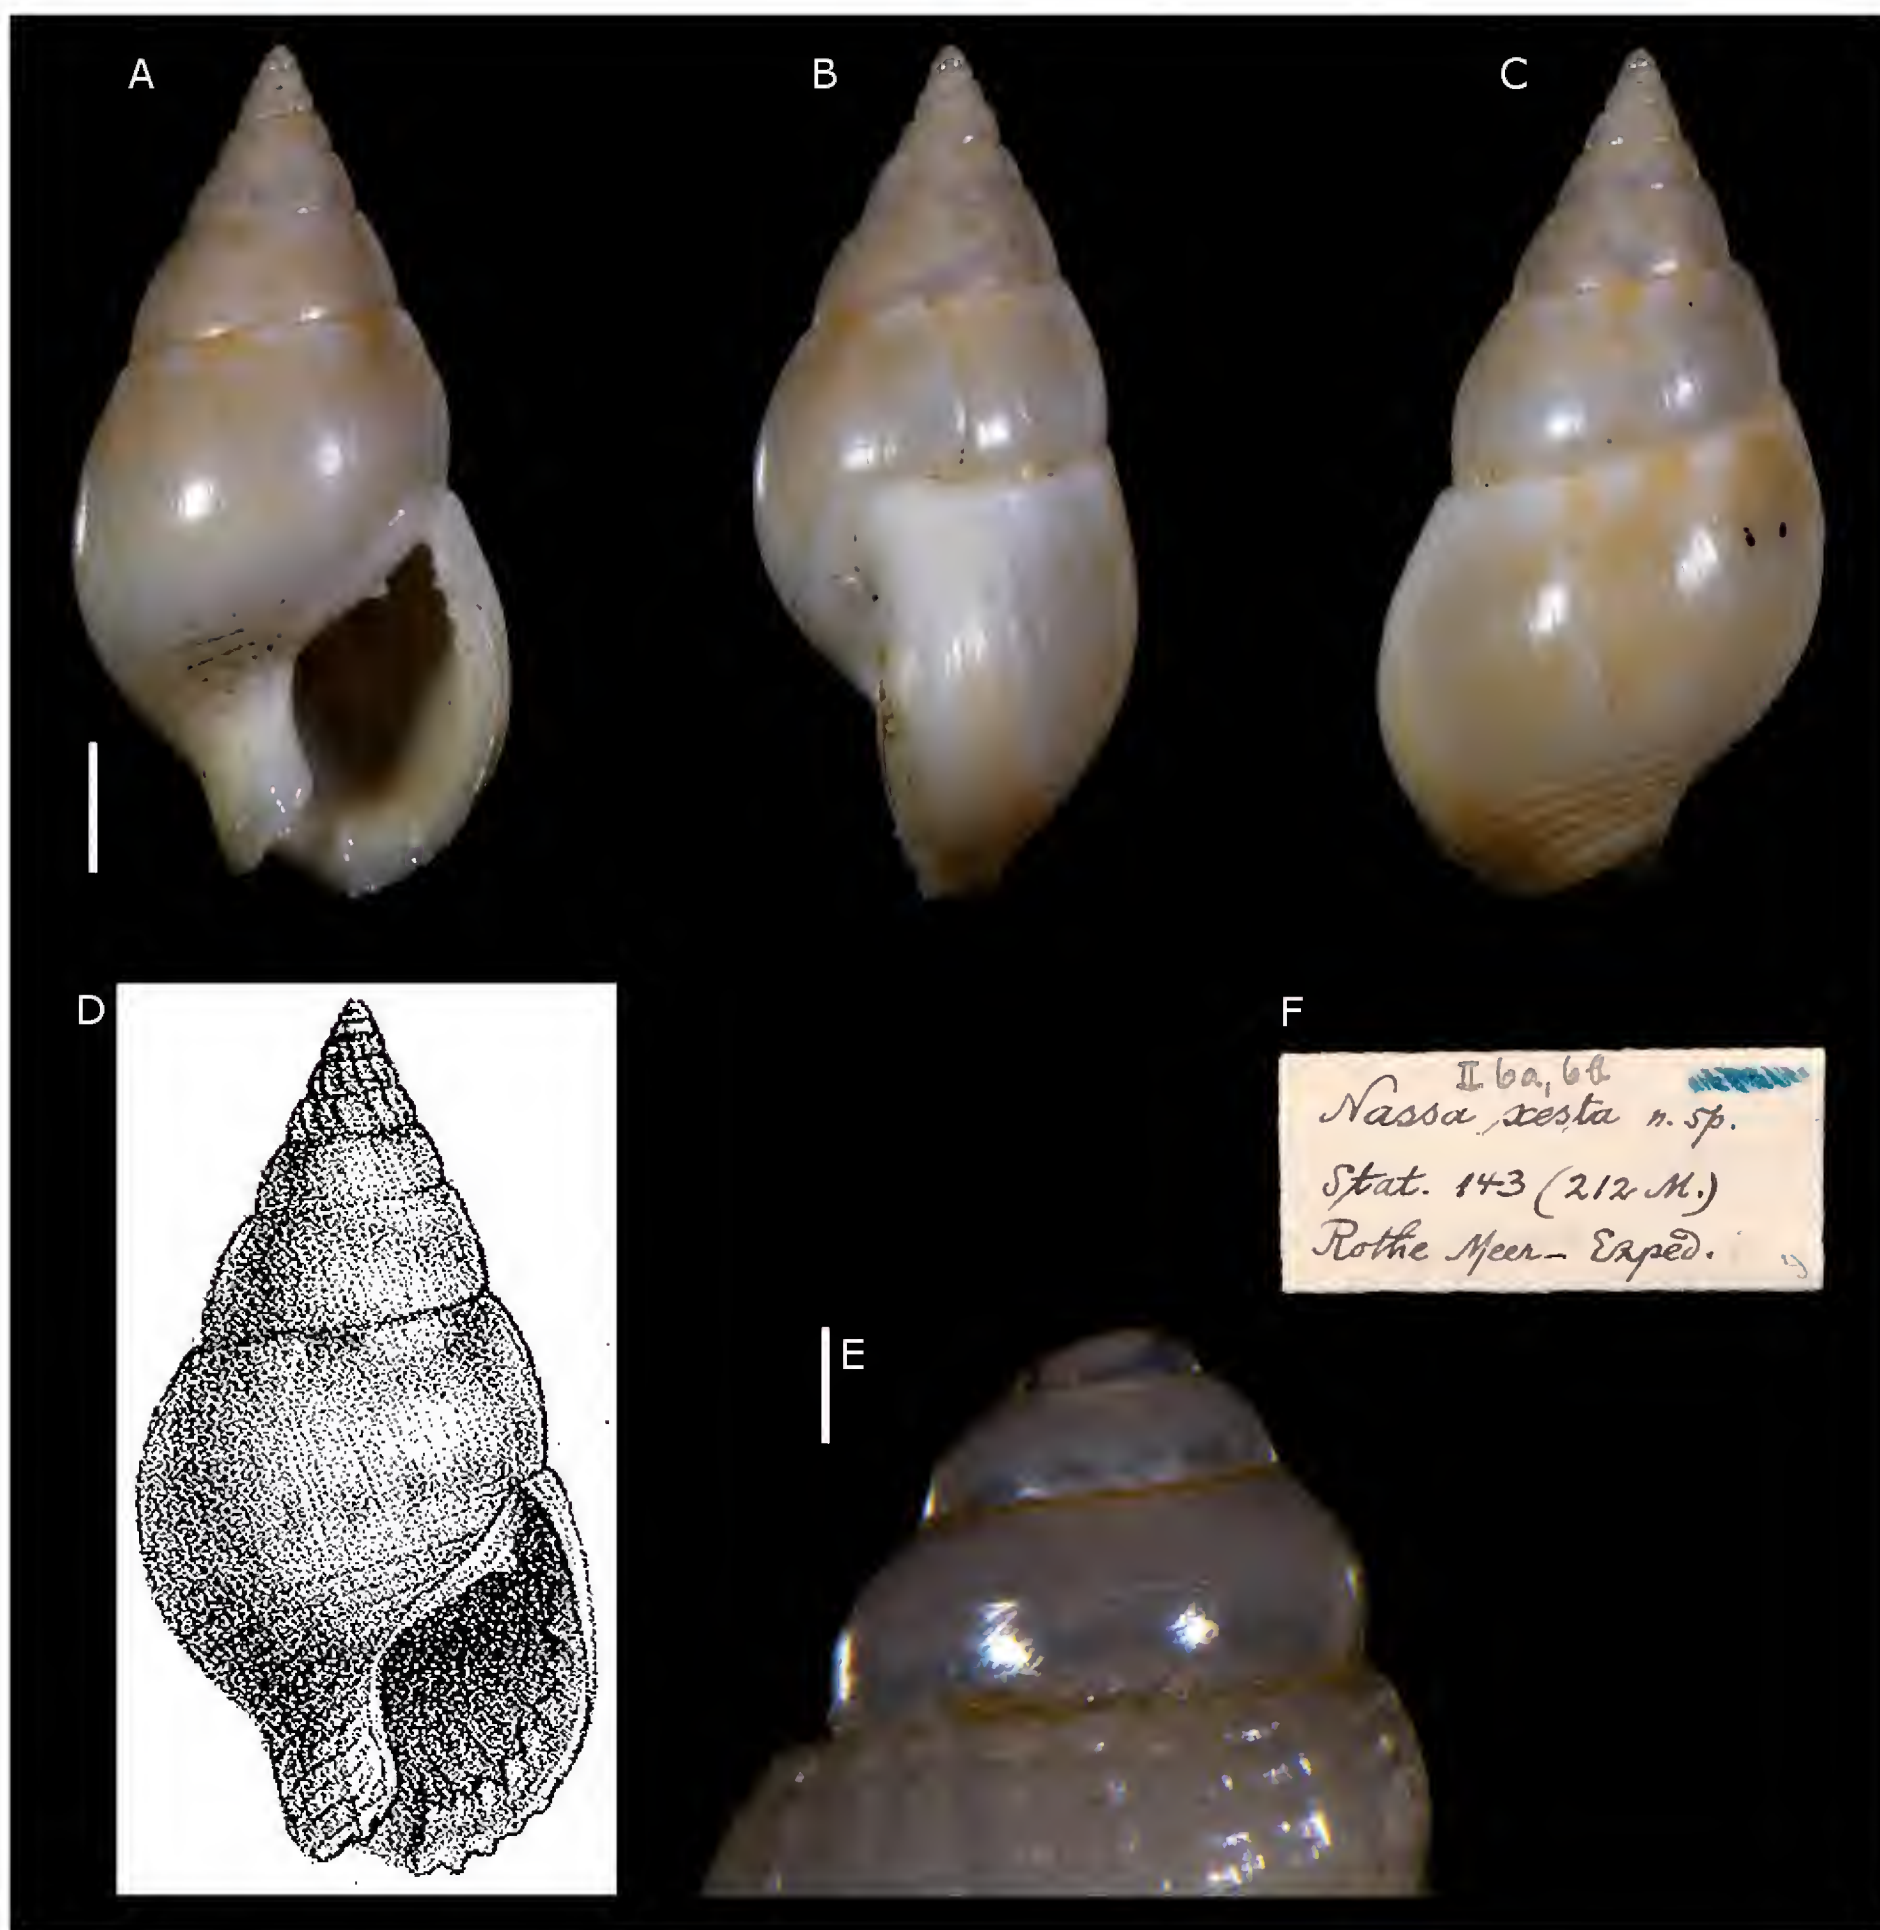 A
B
C
D
F
II 6a, 6b
Nassa xesta n. sp.
Stat. 143 (212 M.)
Rothe Meer – Exped.
E